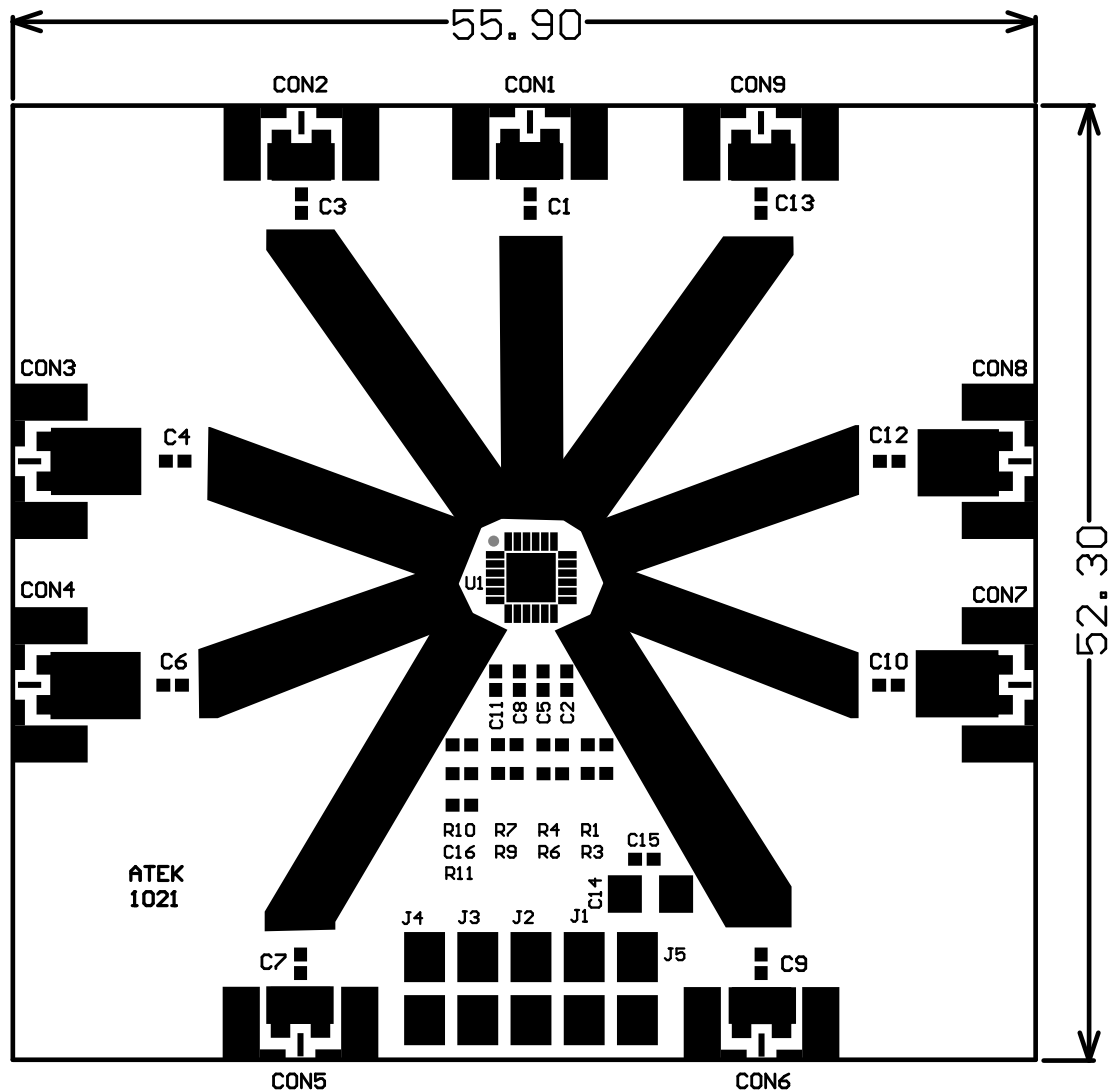 55.90
CON2 CON1 CON9
C3 C1 C13
CON3 CON8
C4 C12
52.30
U1
CON4 CON7
C6 C10
C11 C8 C5 C2
R10 R7 R4 R1
C16 R9 R6 R3
R11
C15
C14
ATEK
1021
J4 J3 J2 J1
J5
C7 C9
CON5 CON6